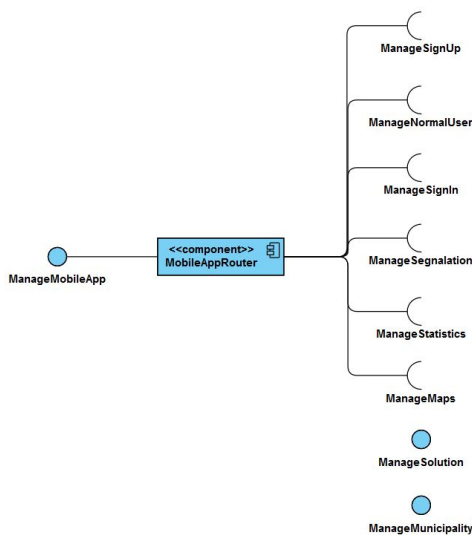 ManageSignUp
ManageNormalUser
ManageSignIn
<<component>>
MobileAppRouter
ManageSegnalation
ManageMobileApp
ManageStatistics
ManageMaps
ManageSolution
ManageMunicipality